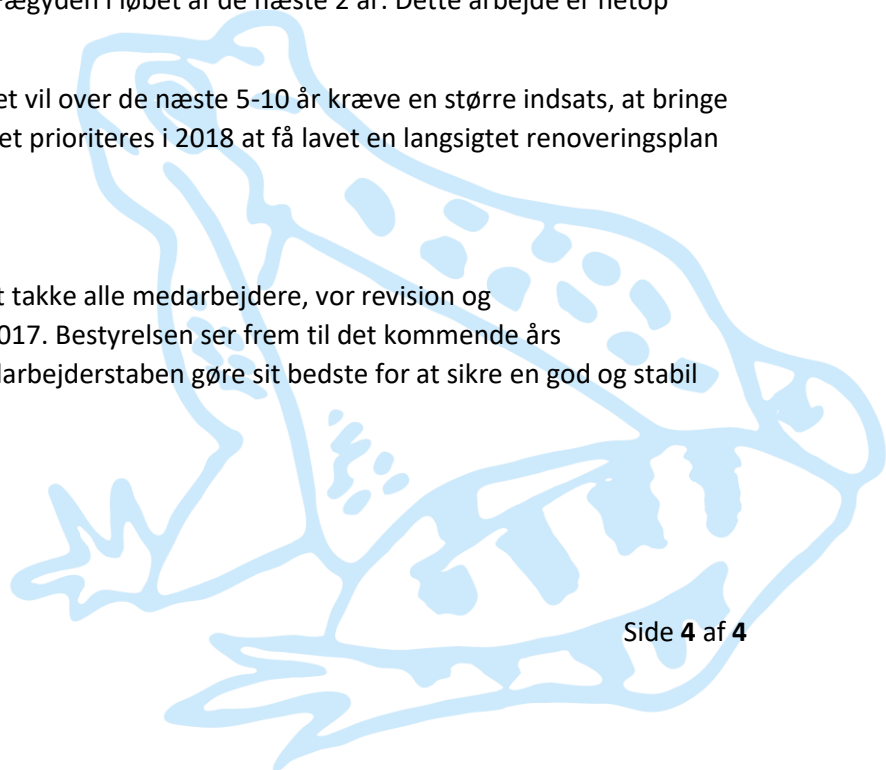 i løbet af de næste 2 år. Dette arbejde er netop
et vil over de næste 5-10 år kræve en større indsats, at bringe
et prioriteres i 2018 at få lavet en langsigtet renoveringsplan
t takke alle medarbejdere, vor revision og
017. Bestyrelsen ser frem til det kommende års
darbejderstaben gøre sit bedste for at sikre en god og stabil
Side 4 af 4